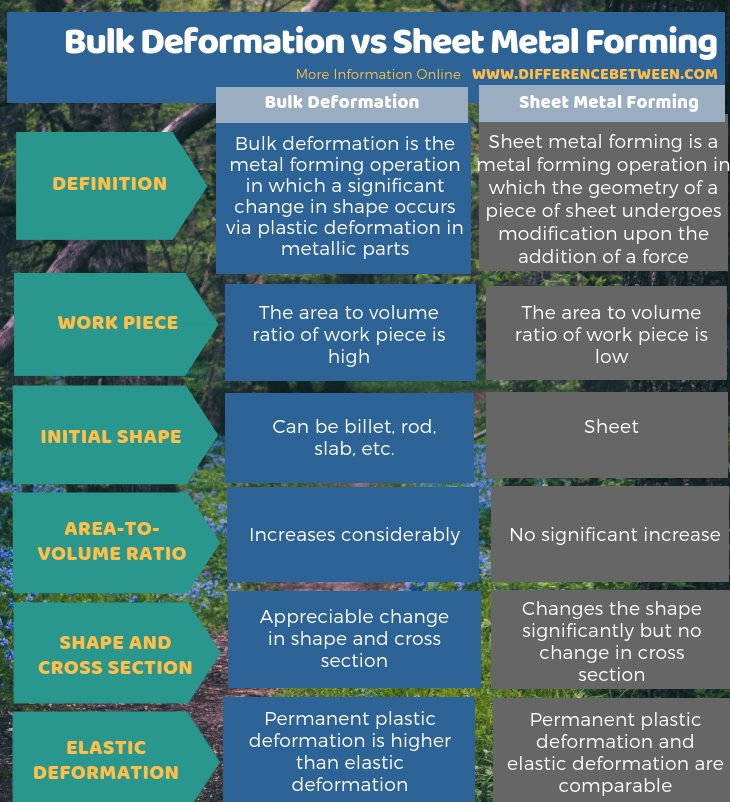 Bulk Deformation vs Sheet Metal Forming
More Information Online WWW.DIFFERENCEBETWEEN.COM
Bulk Deformation
Sheet Metal Forming
DEFINITION
Bulk deformation is the
metal forming operation
in which a significant
change in shape occurs
via plastic deformation in
metallic parts
Sheet metal forming is a
metal forming operation in
which the geometry of a
piece of sheet undergoes
modification upon the
addition of a force
WORK PIECE
The area to volume
ratio of work piece is
high
The area to volume
ratio of work piece is
low
INITIAL SHAPE
Can be billet, rod,
slab, etc.
Sheet
AREA-TO-
VOLUME RATIO
Increases considerably
No significant increase
SHAPE AND
CROSS SECTION
Appreciable change
in shape and cross
section
Changes the shape
significantly but no
change in cross
section
ELASTIC
DEFORMATION
Permanent plastic
deformation is higher
than elastic
deformation
Permanent plastic
deformation and
elastic deformation are
comparable